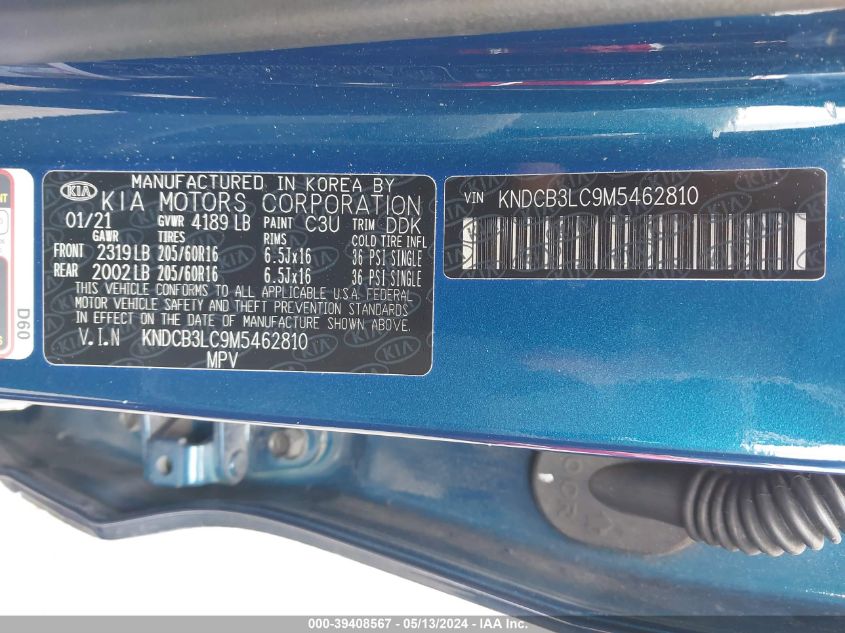 KIA
MANUFACTURED IN KOREA BY
KIA MOTORS CORPORATION
01/21 GVWR 4189 LB PAINT C3U TRIM DDK
GAWR TIRES RIMS COLD TIRE INFL
FRONT 2319 LB 205/60R16 6.5Jx16 36 PSI SINGLE
REAR 2002 LB 205/60R16 6.5Jx16 36 PSI SINGLE
THIS VEHICLE CONFORMS TO ALL APPLICABLE U.S.A. FEDERAL
MOTOR VEHICLE SAFETY AND THEFT PREVENTION STANDARDS
IN EFFECT ON THE DATE OF MANUFACTURE SHOWN ABOVE.
V.I.N KNDCB3LC9M5462810
MPV
VIN KNDCB3LC9M5462810
D60
000-39408567 - 05/13/2024 - IAA Inc.